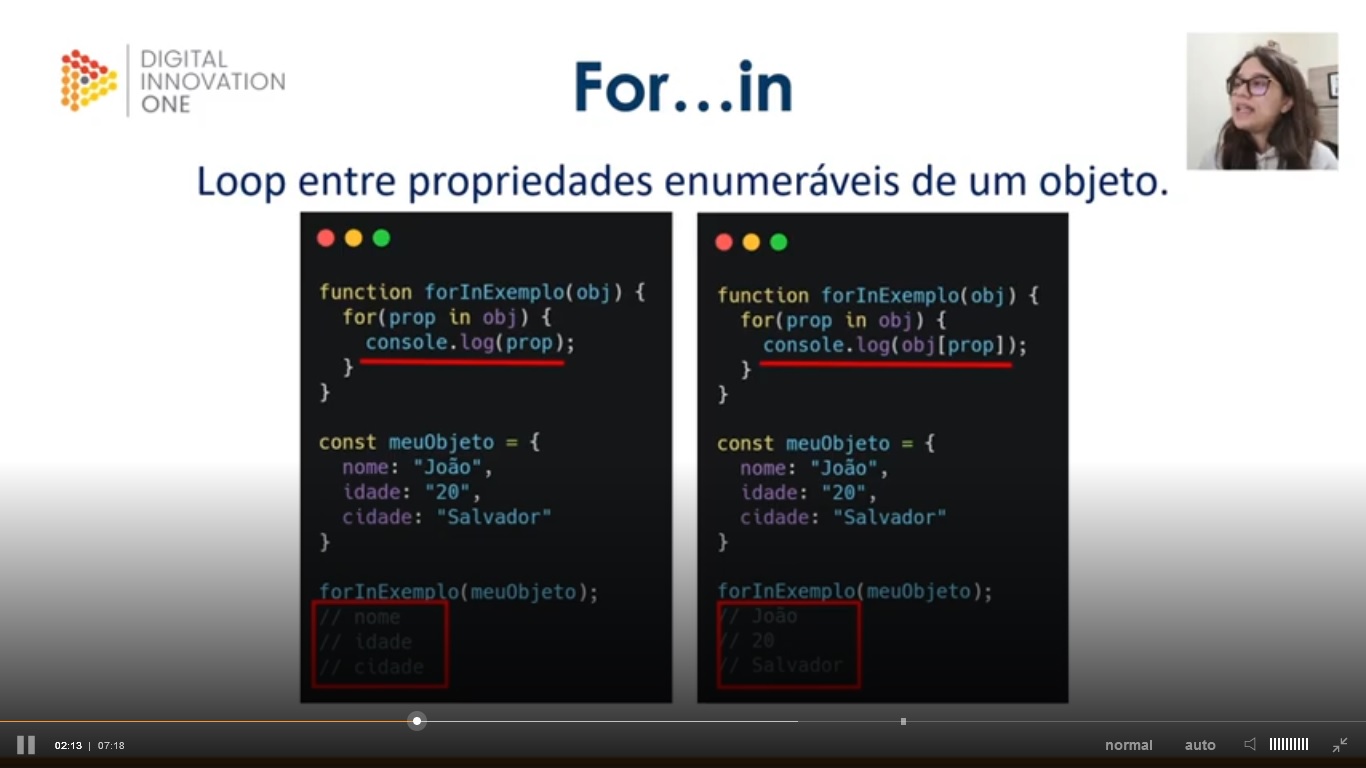 DIGITAL
INNOVATION
ONE
For...in
Loop entre propriedades enumeráveis de um objeto.
function forInExemplo(obj) {
  for(prop in obj) {
    console.log(prop);
  }
}
const meuObjeto = {
  nome: "João",
  idade: "20",
  cidade: "Salvador"
}
forInExemplo(meuObjeto);
// nome
// idade
// cidade
function forInExemplo(obj) {
  for(prop in obj) {
    console.log(obj[prop]);
  }
}
const meuObjeto = {
  nome: "João",
  idade: "20",
  cidade: "Salvador"
}
forInExemplo(meuObjeto);
// João
// 20
// Salvador
02:13 | 07:18
normal auto